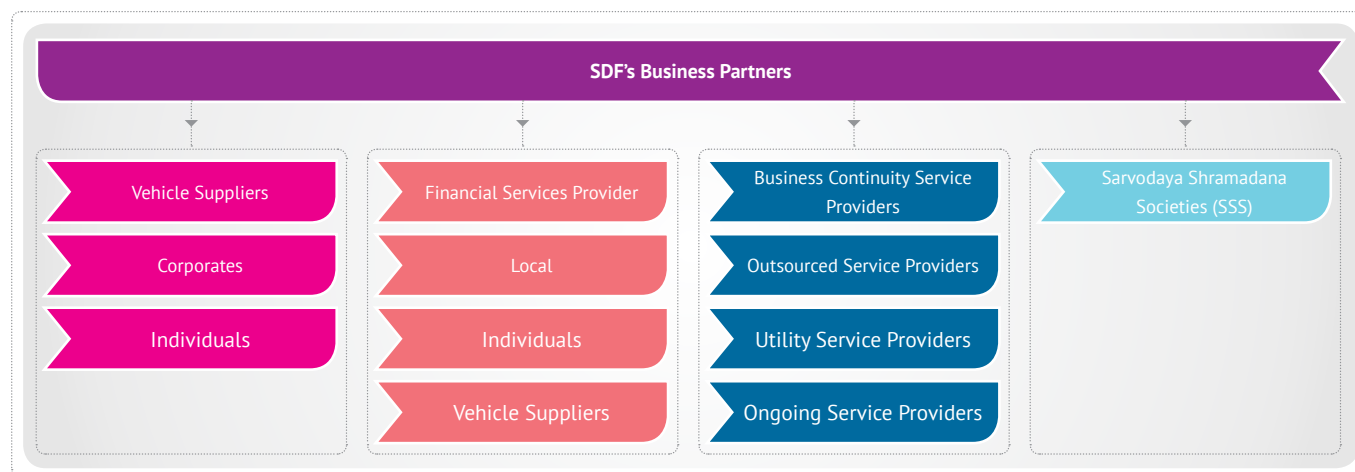 SDF's Business Partners
Vehicle Suppliers
Corporates
Individuals
Financial Services Provider
Local
Individuals
Vehicle Suppliers
Business Continuity Service
Providers
Outsourced Service Providers
Utility Service Providers
Ongoing Service Providers
Sarvodaya Shramadana
Societies (SSS)